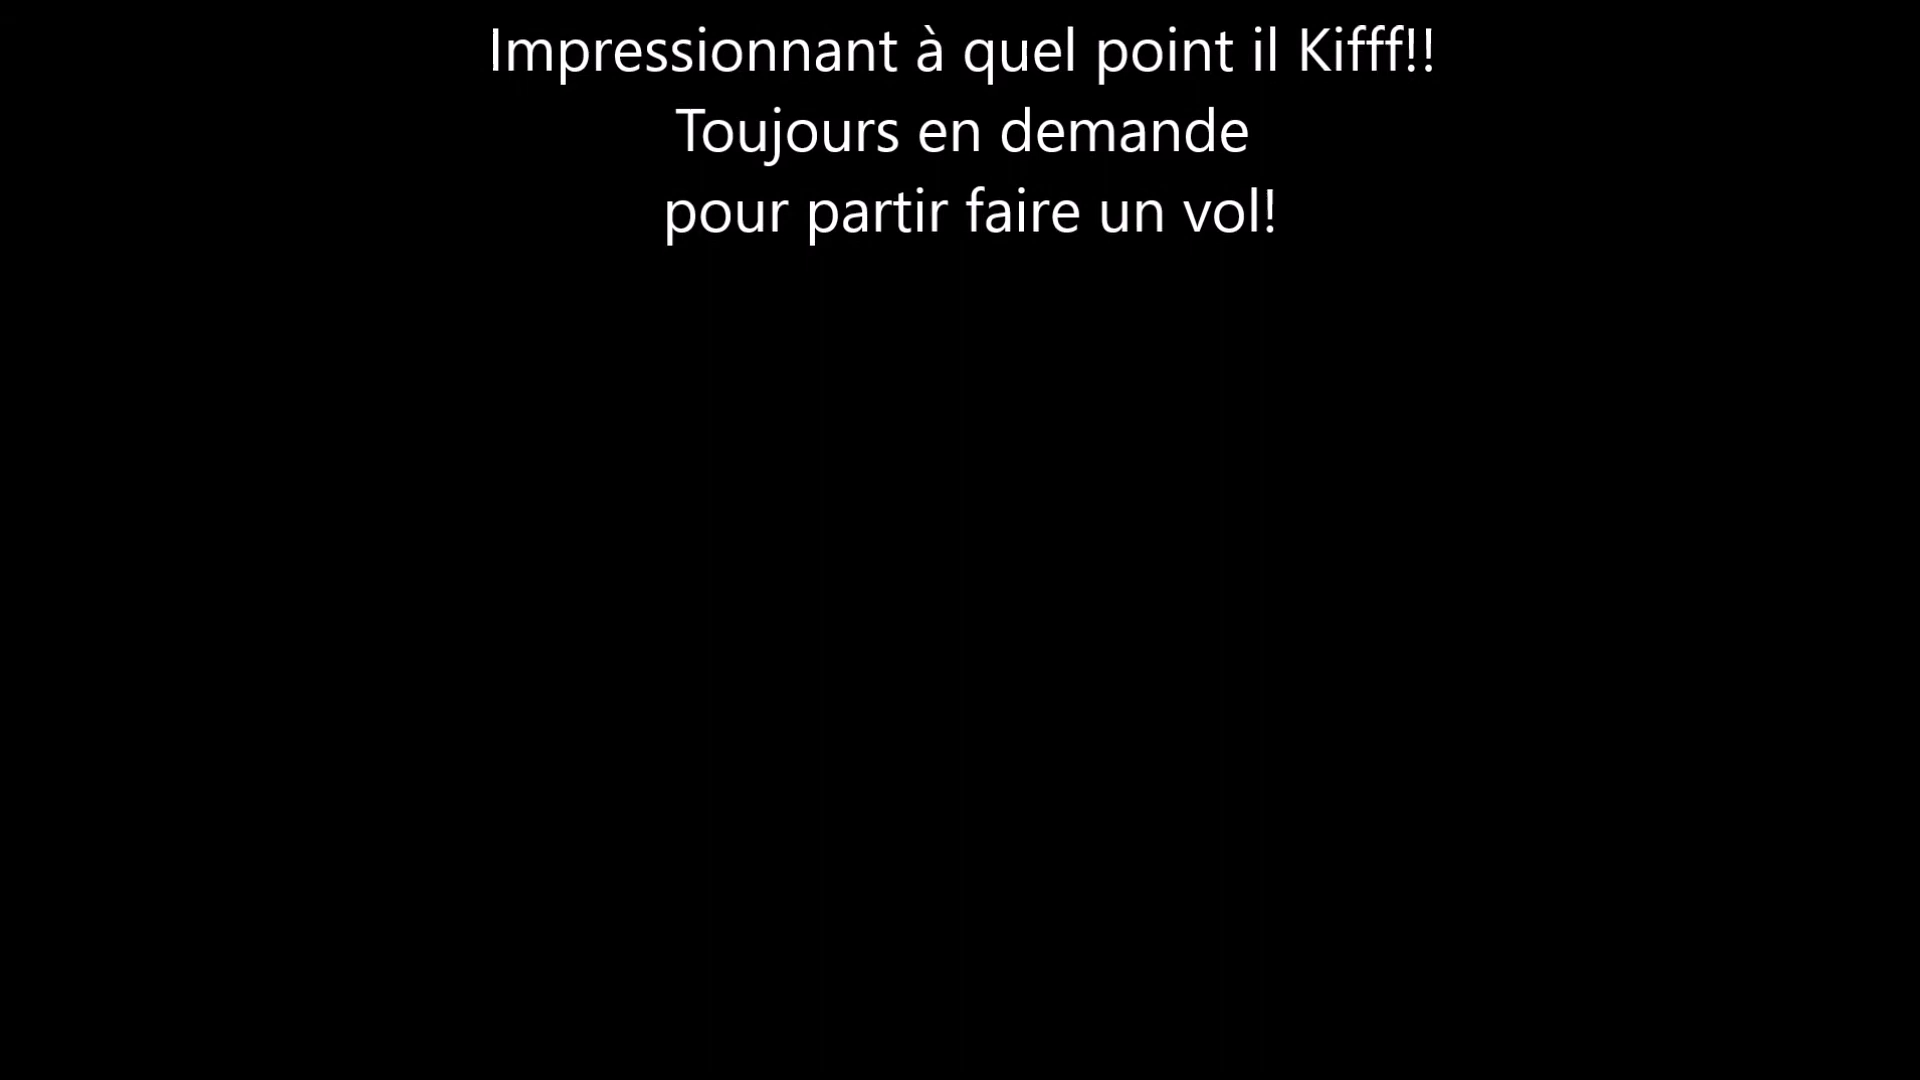 Impressionnant à quel point il Kifff!!
Toujours en demande
pour partir faire un vol!